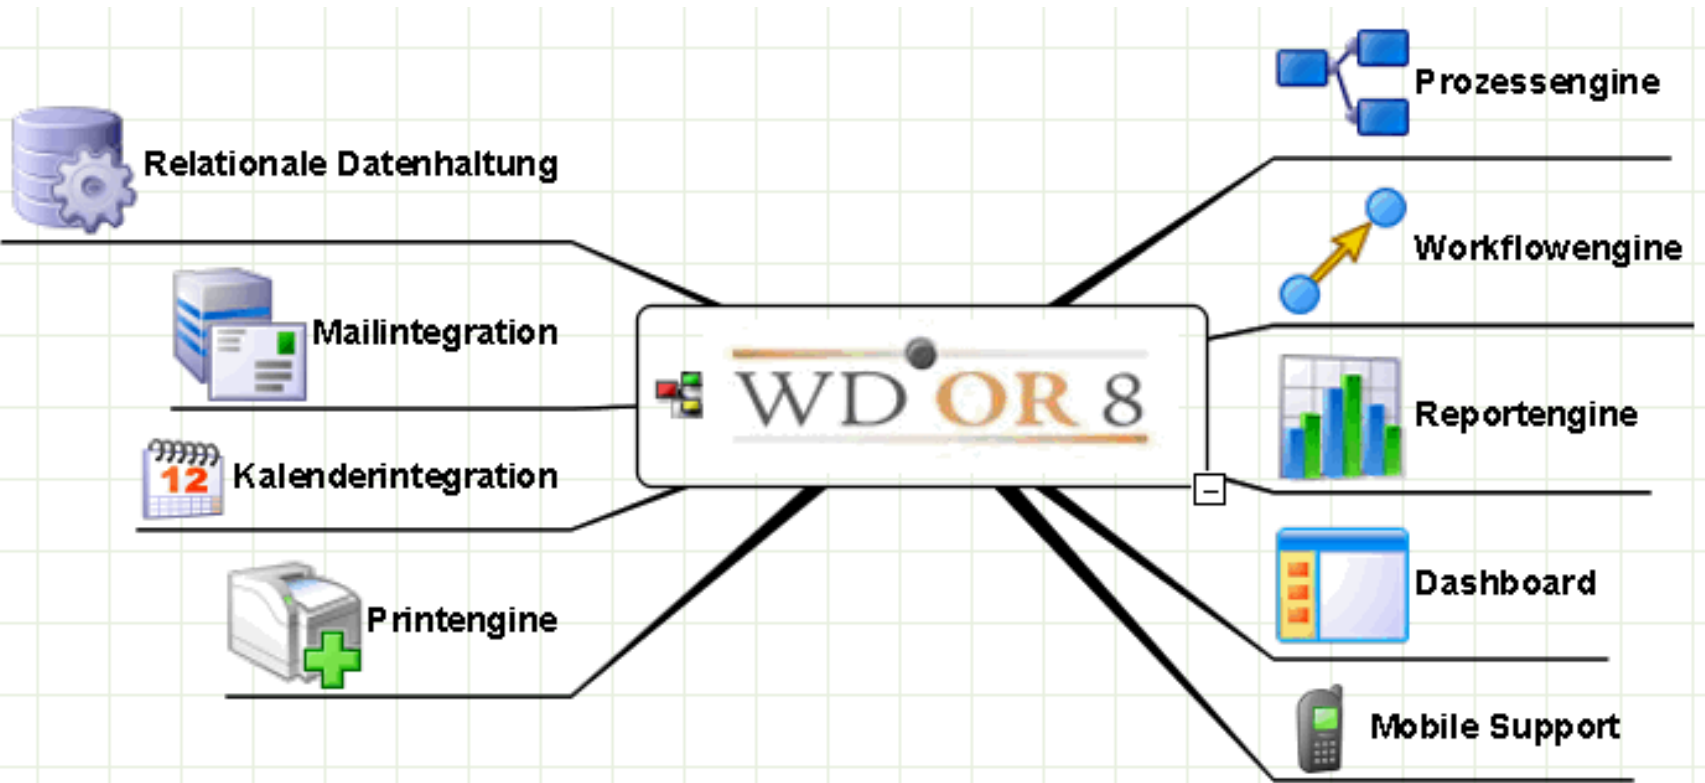 Relationale Datenhaltung
Mailintegration
12
Kalenderintegration
Printengine
WD OR 8
Prozessengine
Workflowengine
Reportengine
Dashboard
Mobile Support